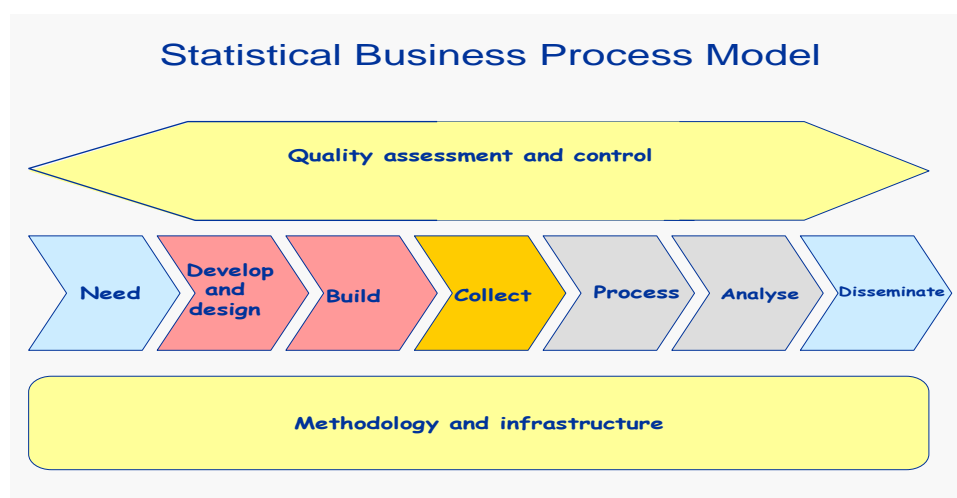 Statistical Business Process Model
Quality assessment and control
Need
Develop
and
design
Build
Collect
Process
Analyse
Disseminate
Methodology and infrastructure